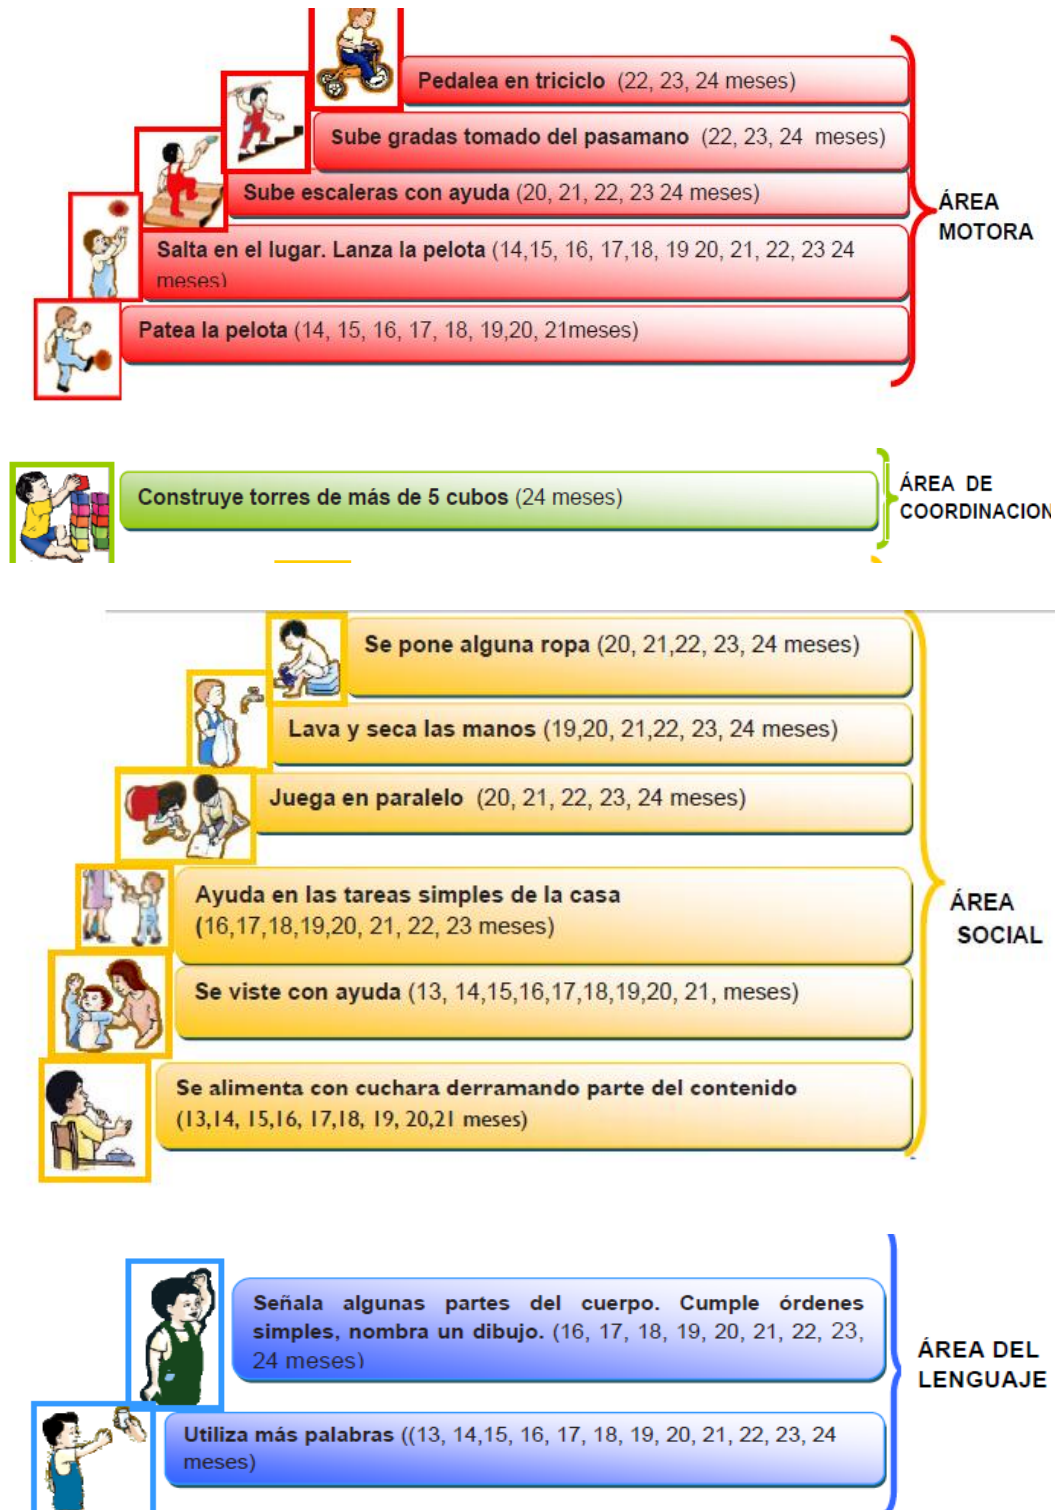 Pedalea en triciclo (22, 23, 24 meses)
Sube gradas tomado del pasamano (22, 23, 24 meses)
Sube escaleras con ayuda (20, 21, 22, 23 24 meses)
Salta en el lugar. Lanza la pelota (14,15, 16, 17,18, 19 20, 21, 22, 23 24
meses)
Patea la pelota (14, 15, 16, 17, 18, 19,20, 21meses)
ÁREA
MOTORA
Construye torres de más de 5 cubos (24 meses)
ÁREA DE
COORDINACION
Se pone alguna ropa (20, 21,22, 23, 24 meses)
Lava y seca las manos (19,20, 21,22, 23, 24 meses)
Juega en paralelo (20, 21, 22, 23, 24 meses)
Ayuda en las tareas simples de la casa
(16,17,18,19,20, 21, 22, 23 meses)
Se viste con ayuda (13, 14,15,16,17,18,19,20, 21, meses)
Se alimenta con cuchara derramando parte del contenido
(13,14, 15,16, 17,18, 19, 20,21 meses)
ÁREA
SOCIAL
Señala algunas partes del cuerpo. Cumple órdenes
simples, nombra un dibujo. (16, 17, 18, 19, 20, 21, 22, 23,
24 meses)
Utiliza más palabras ((13, 14,15, 16, 17, 18, 19, 20, 21, 22, 23, 24
meses)
ÁREA DEL
LENGUAJE